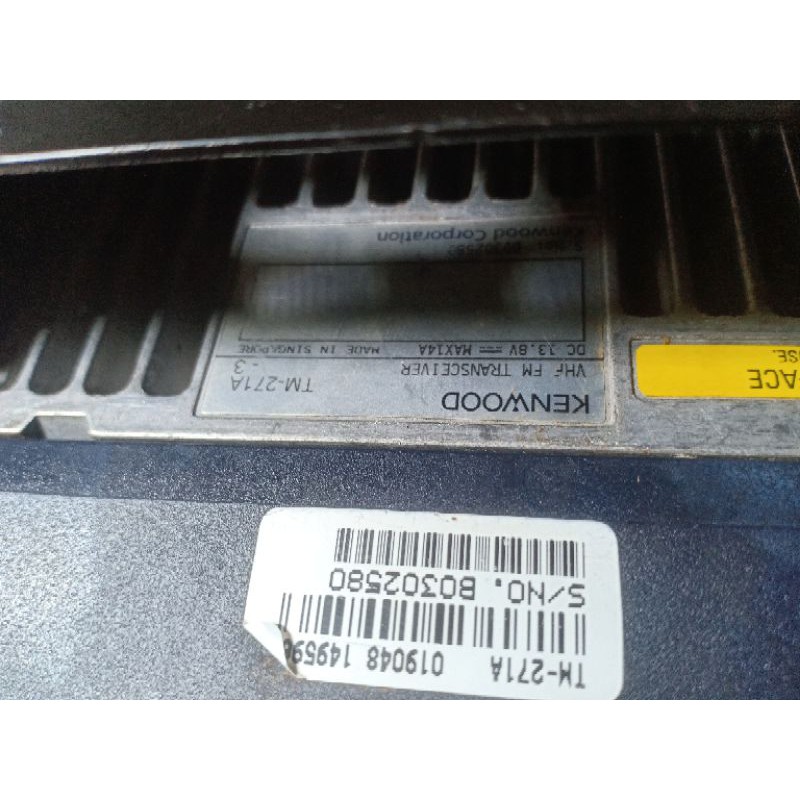 KENWOOD
VHF FM TRANSCEIVER
TM-271A
-3
DC 13.8V MAX14A
MADE IN SINGAPORE
Kenwood Corporation
ACE
USE.
S/NO. B0302580
TM-271A
019048 14959